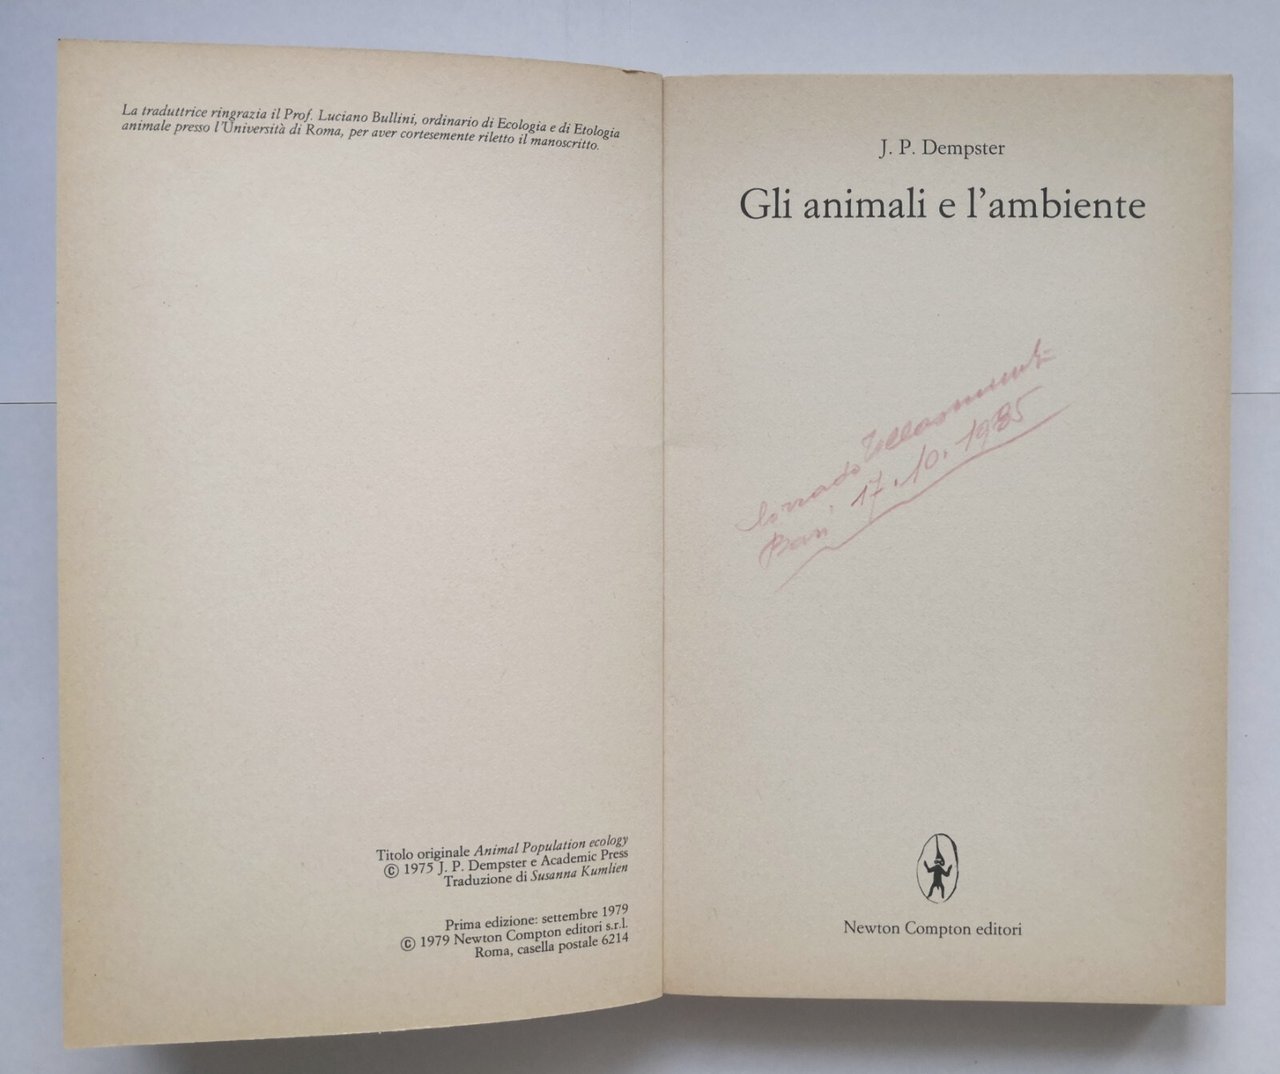 La traduttrice ringrazia il Prof. Luciano Bullini, ordinario di Ecologia e di Etologia
animale presso l'Università di Roma, per aver cortesemente riletto il manoscritto.
Titolo originale Animal Population ecology
© 1975 J. P. Dempster e Academic Press
Traduzione di Susanna Kumlien
Prima edizione: settembre 1979
© 1979 Newton Compton editori s.r.l.
Roma, casella postale 6214
J. P. Dempster
Gli animali e l'ambiente
Corrado
Bari, 17.10.1985
Newton Compton editori